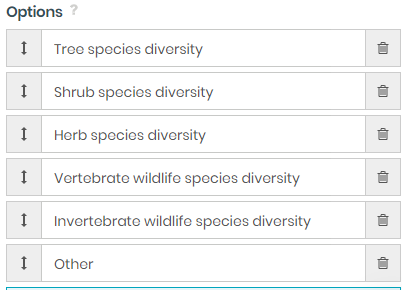 Options ?
Tree species diversity
Shrub species diversity
Herb species diversity
Vertebrate wildlife species diversity
Invertebrate wildlife species diversity
Other